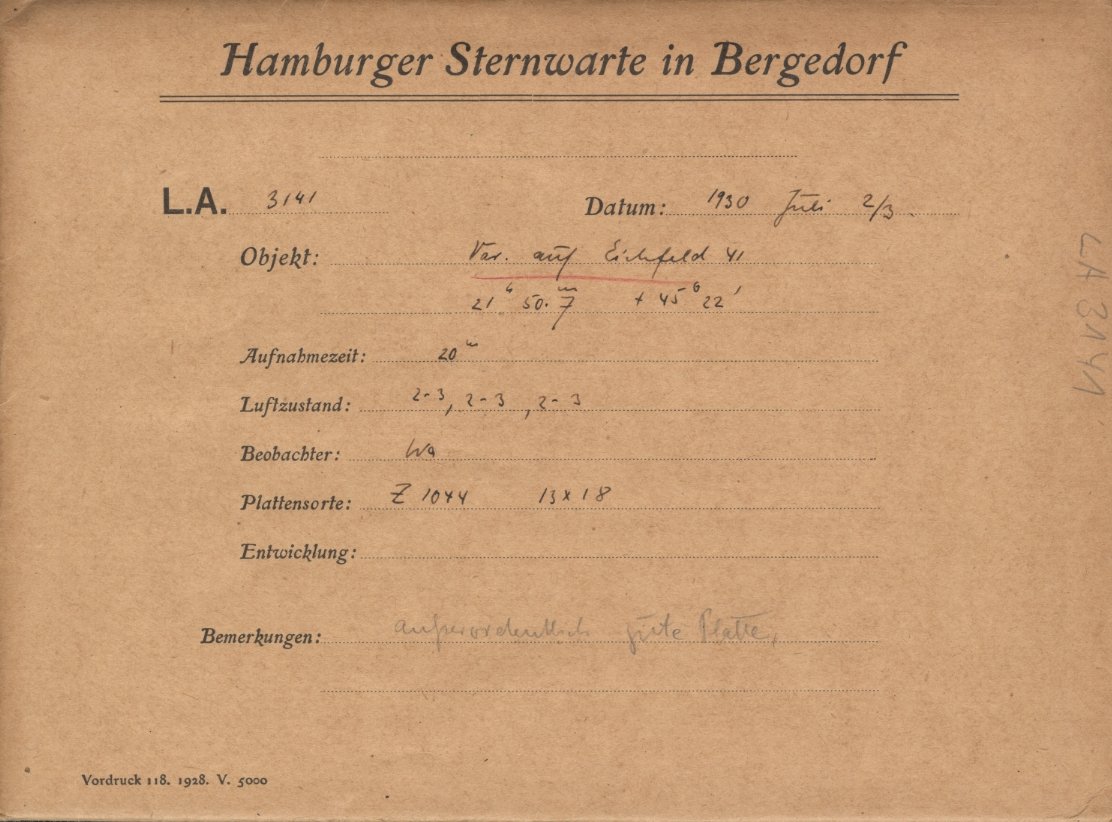 Hamburger Sternwarte in Bergedorf
L.A. 3141 Datum: 1930 Juli 2/3.
Objekt: Var. auf Eichfeld 41
21ʰ 50.ᵐ7 + 45° 22'
Aufnahmezeit: 20ᵐ
Luftzustand: 2-3, 2-3, 2-3
Beobachter: Wa
Plattensorte: Z 1044 13x18
Entwicklung:
Bemerkungen: außerordentlich gute Platte,
Vordruck 118. 1928. V. 5000
LA 3141